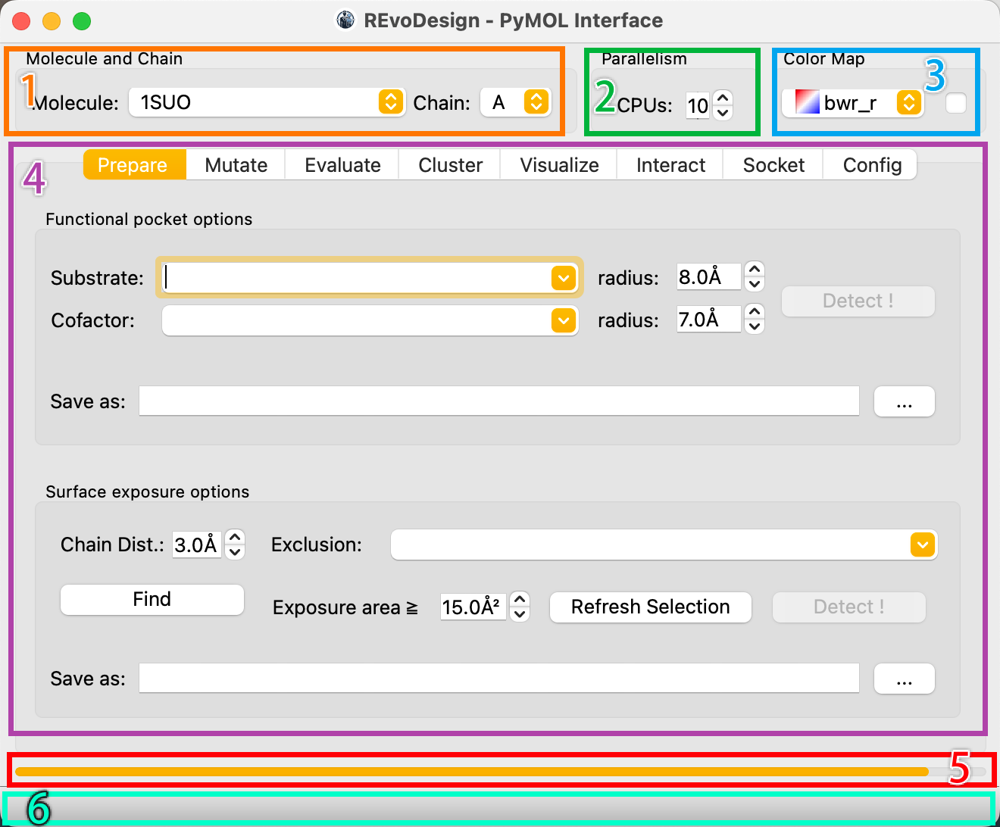 REvoDesign - PyMOL Interface
Molecule and Chain
Parallelism
Color Map
1
Molecule: 1SUO Chain: A
2
CPUs: 10
3
bwr_r
4
Prepare Mutate Evaluate Cluster Visualize Interact Socket Config
Functional pocket options
Substrate: radius: 8.0Å
Detect !
Cofactor: radius: 7.0Å
Save as: ...
Surface exposure options
Chain Dist.: 3.0Å Exclusion:
Find
Exposure area ≧ 15.0Å² Refresh Selection Detect !
Save as: ...
5
6